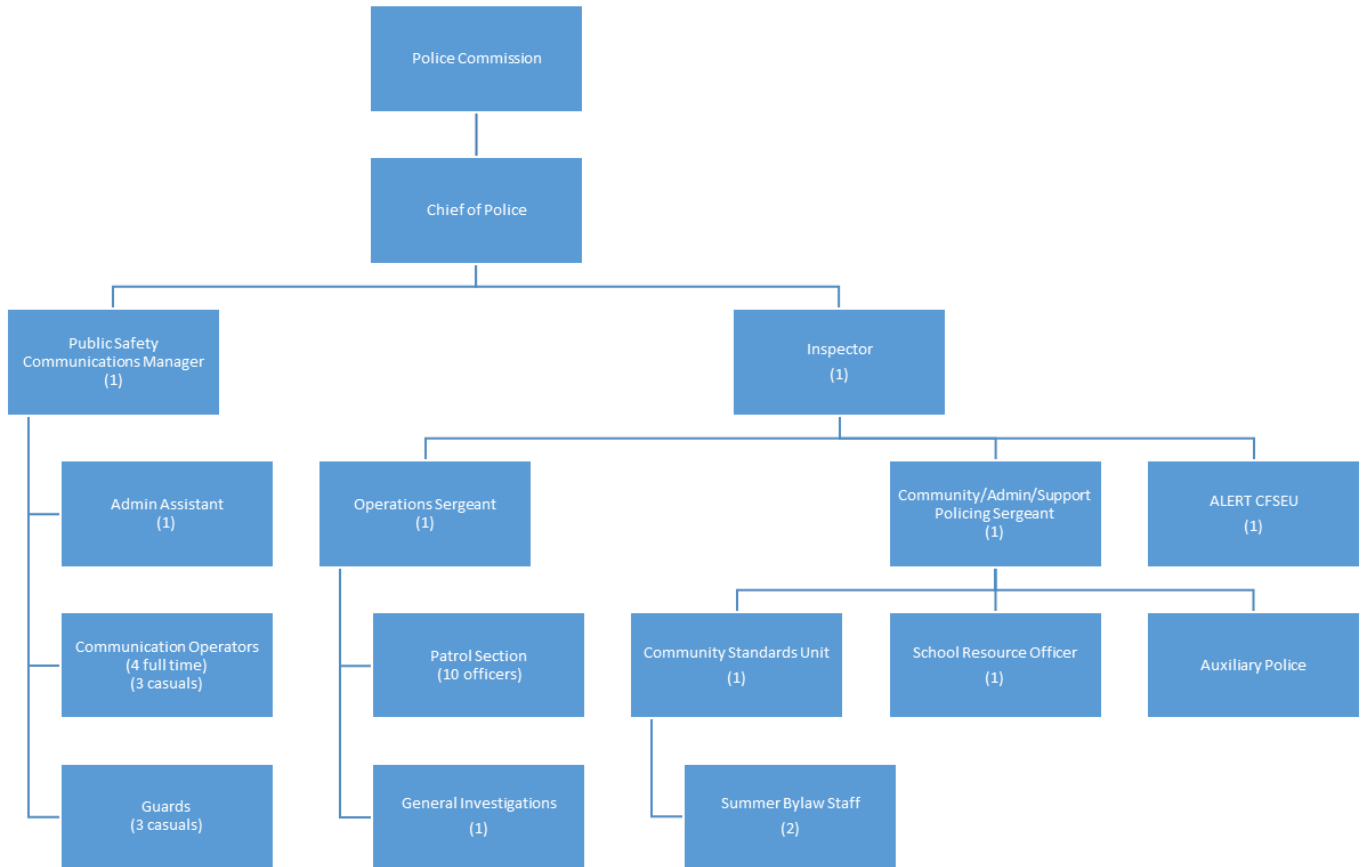 Police Commission
Chief of Police
Public Safety
Communications Manager
(1)
Inspector
(1)
Admin Assistant
(1)
Operations Sergeant
(1)
Community/Admin/Support
Policing Sergeant
(1)
ALERT CFSEU
(1)
Communication Operators
(4 full time)
(3 casuals)
Patrol Section
(10 officers)
Community Standards Unit
(1)
School Resource Officer
(1)
Auxiliary Police
Guards
(3 casuals)
General Investigations
(1)
Summer Bylaw Staff
(2)